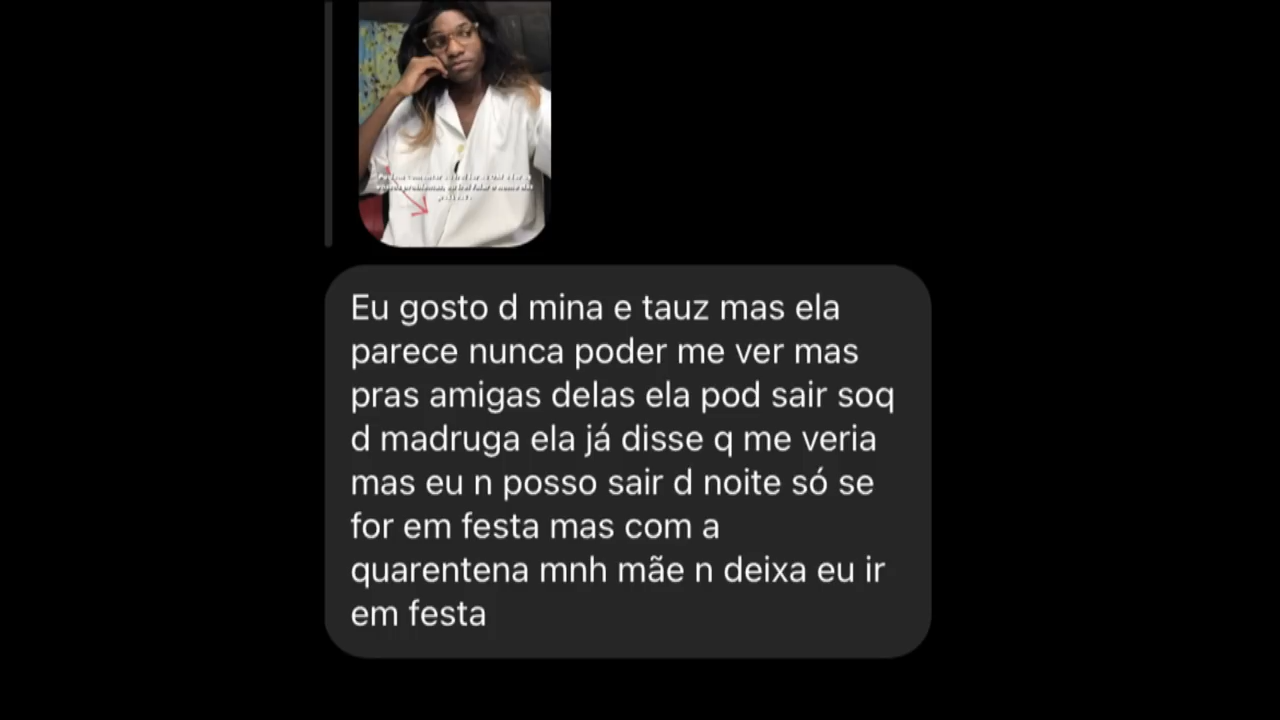 Eu gosto d mina e tauz mas ela
parece nunca poder me ver mas
pras amigas delas ela pod sair soq
d madruga ela já disse q me veria
mas eu n posso sair d noite só se
for em festa mas com a
quarentena mnh mãe n deixa eu ir
em festa